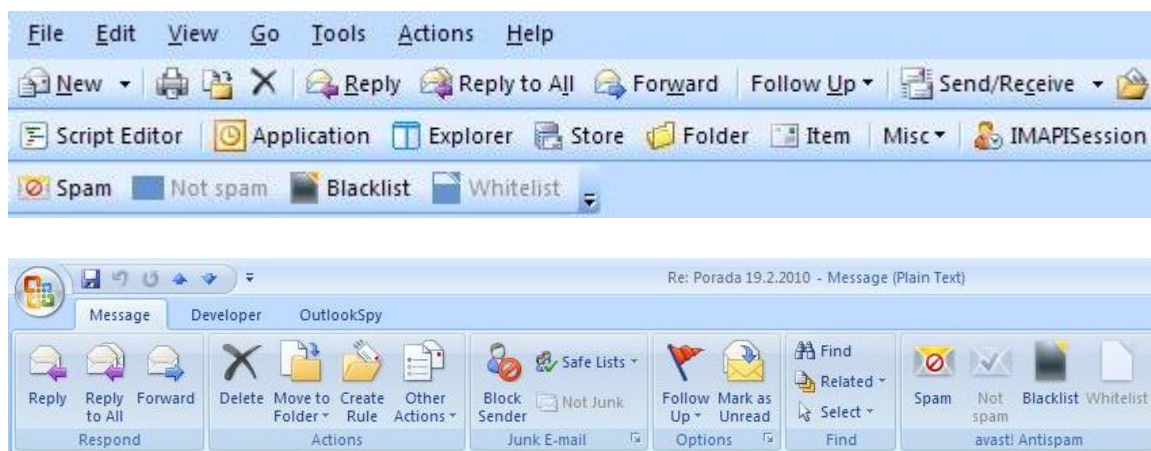 File Edit View Go Tools Actions Help
New Reply Reply to All Forward Follow Up Send/Receive
Script Editor Application Explorer Store Folder Item Misc IMAPISession
Spam Not spam Blacklist Whitelist
Re: Porada 19.2.2010 - Message (Plain Text)
Message Developer OutlookSpy
Reply Reply to All Forward Delete Move to Folder Create Rule Other Actions Block Sender Safe Lists Not Junk Follow Up Mark as Unread Find Related Select Spam Not spam Blacklist Whitelist
Respond Actions Junk E-mail Options Find avast! Antispam